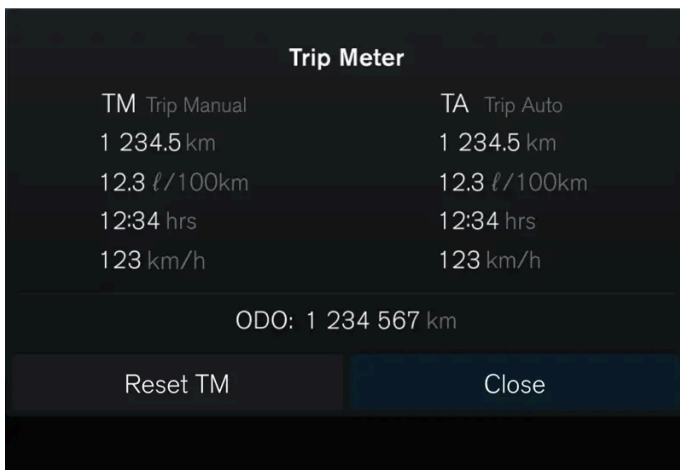 Trip Meter
TM Trip Manual
1 234.5 km
12.3 ℓ/100km
12:34 hrs
123 km/h
TA Trip Auto
1 234.5 km
12.3 ℓ/100km
12:34 hrs
123 km/h
ODO: 1 234 567 km
Reset TM
Close